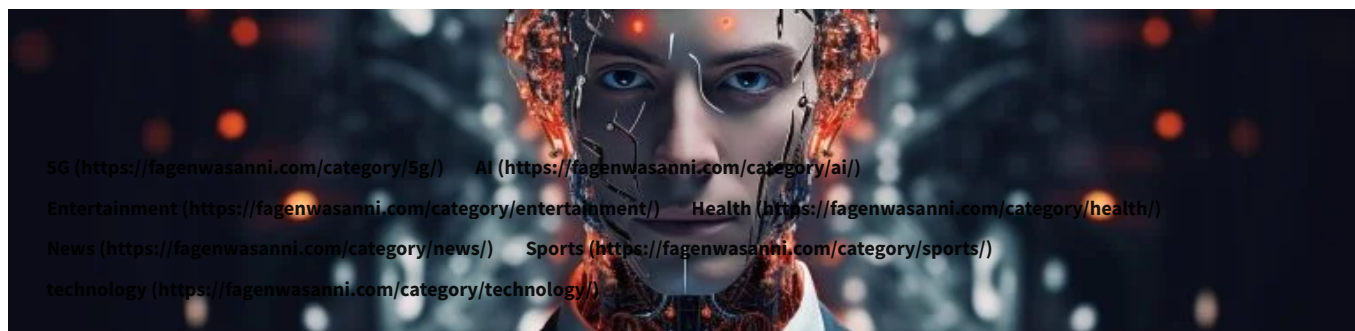 5G (https://fagenwasanni.com/category/5g/) AI (https://fagenwasanni.com/category/ai/)
Entertainment (https://fagenwasanni.com/category/entertainment/) Health (https://fagenwasanni.com/category/health/)
News (https://fagenwasanni.com/category/news/) Sports (https://fagenwasanni.com/category/sports/)
technology (https://fagenwasanni.com/category/technology/)